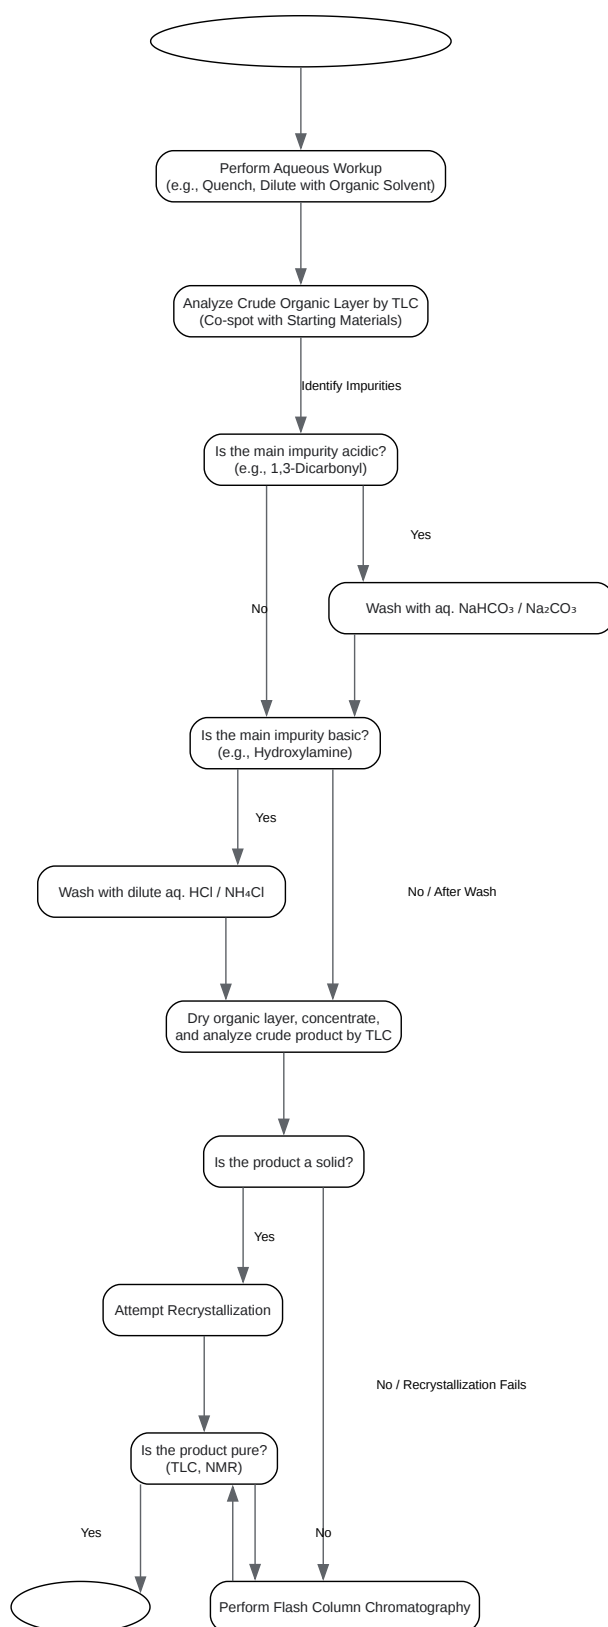 Perform Aqueous Workup
(e.g., Quench, Dilute with Organic Solvent)
Analyze Crude Organic Layer by TLC
(Co-spot with Starting Materials)
Identify Impurities
Is the main impurity acidic?
(e.g., 1,3-Dicarbonyl)
Yes
No
Wash with aq. NaHCO₃ / Na₂CO₃
Is the main impurity basic?
(e.g., Hydroxylamine)
Yes
Wash with dilute aq. HCl / NH₄Cl
No / After Wash
Dry organic layer, concentrate,
and analyze crude product by TLC
Is the product a solid?
Yes
Attempt Recrystallization
No / Recrystallization Fails
Is the product pure?
(TLC, NMR)
Yes
No
Perform Flash Column Chromatography